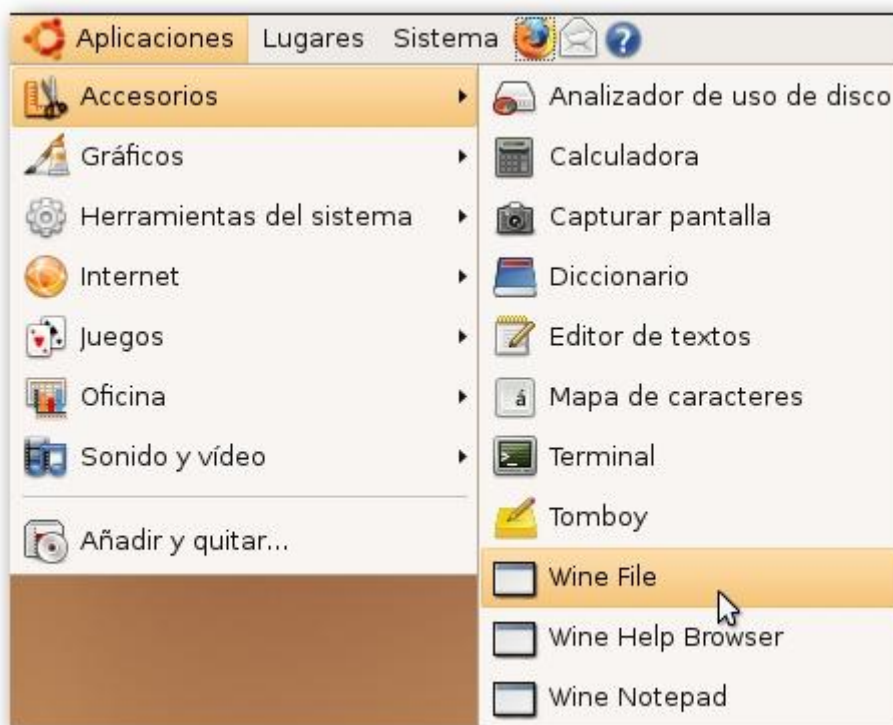 Aplicaciones Lugares Sistema
Accesorios
Gráficos
Herramientas del sistema
Internet
Juegos
Oficina
Sonido y vídeo
Añadir y quitar...
Analizador de uso de disco
Calculadora
Capturar pantalla
Diccionario
Editor de textos
Mapa de caracteres
Terminal
Tomboy
Wine File
Wine Help Browser
Wine Notepad